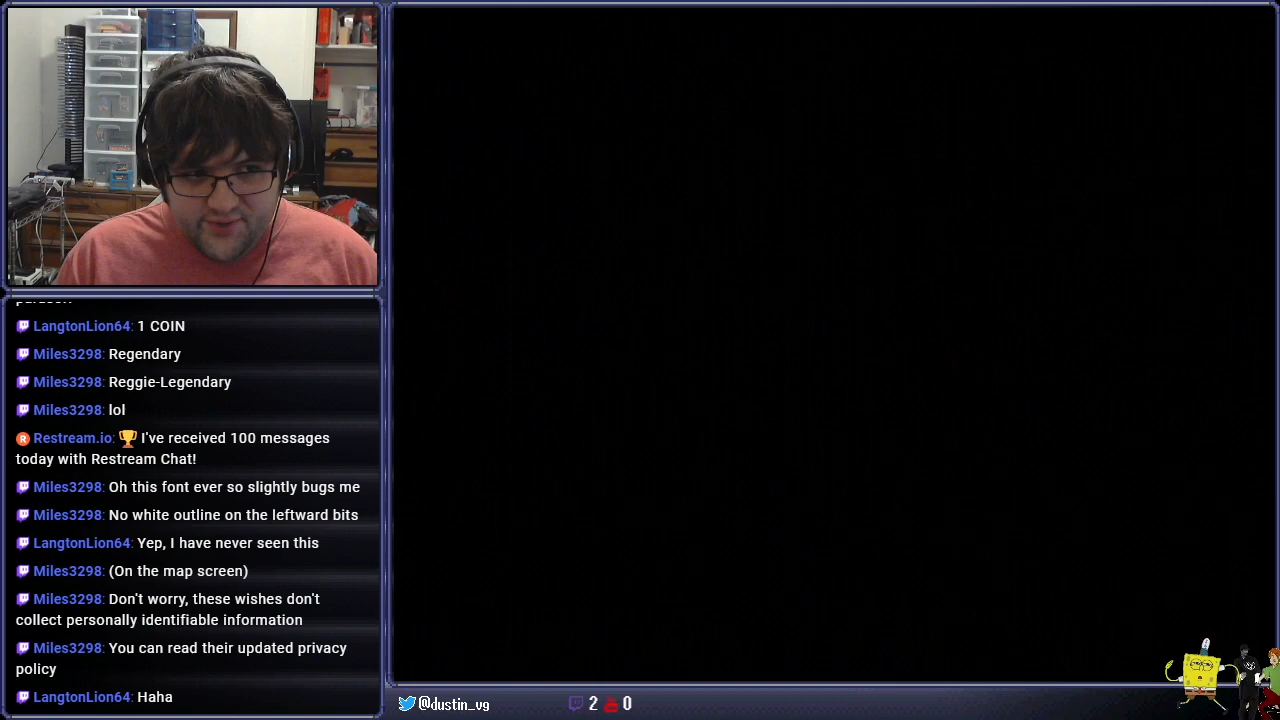 LangtonLion64: 1 COIN
Miles3298: Regendary
Miles3298: Reggie-Legendary
Miles3298: lol
Restream.io: 🏆 I've received 100 messages
today with Restream Chat!
Miles3298: Oh this font ever so slightly bugs me
Miles3298: No white outline on the leftward bits
LangtonLion64: Yep, I have never seen this
Miles3298: (On the map screen)
Miles3298: Don't worry, these wishes don't
collect personally identifiable information
Miles3298: You can read their updated privacy
policy
LangtonLion64: Haha
@dustin_vg 2 0